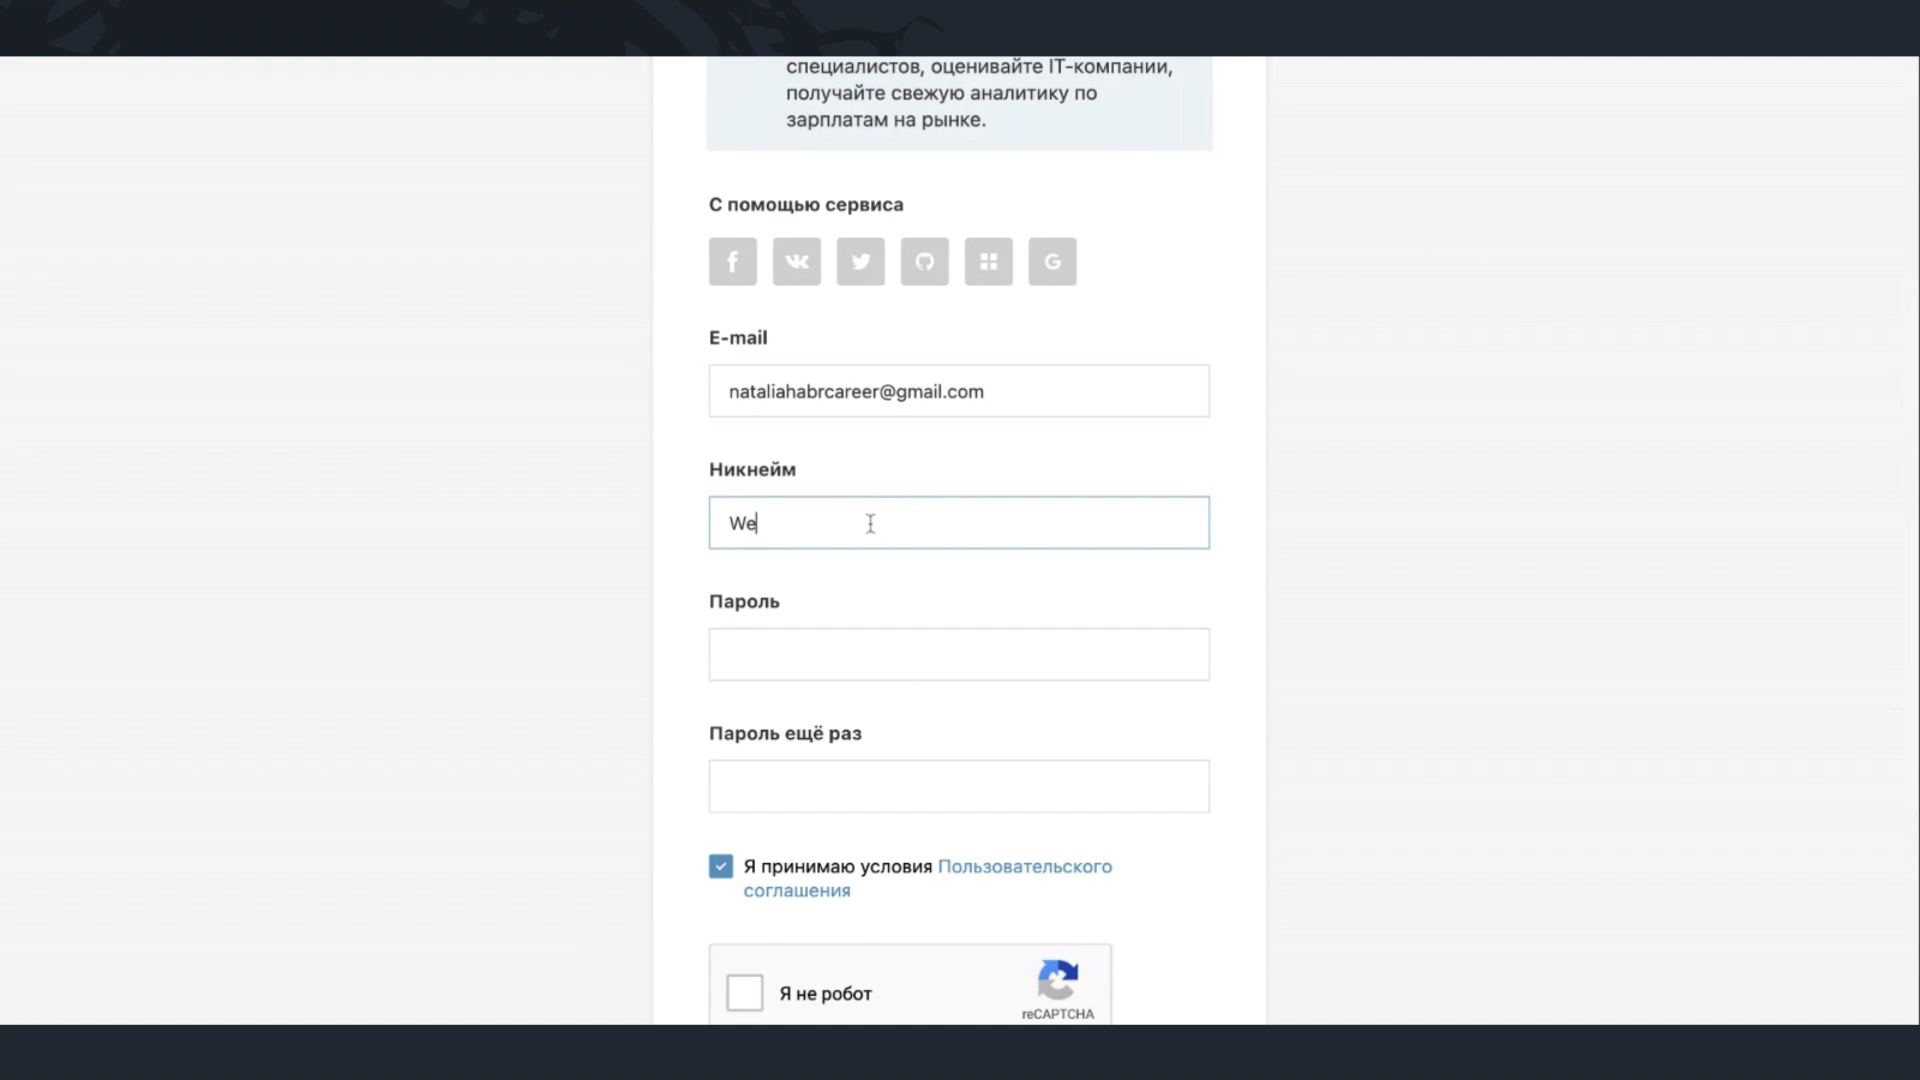 специалистов, оценивайте IT-компании,
получайте свежую аналитику по
зарплатам на рынке.
С помощью сервиса
E-mail
nataliahabrcareer@gmail.com
Никнейм
We
Пароль
Пароль ещё раз
Я принимаю условия Пользовательского
соглашения
Я не робот
reCAPTCHA